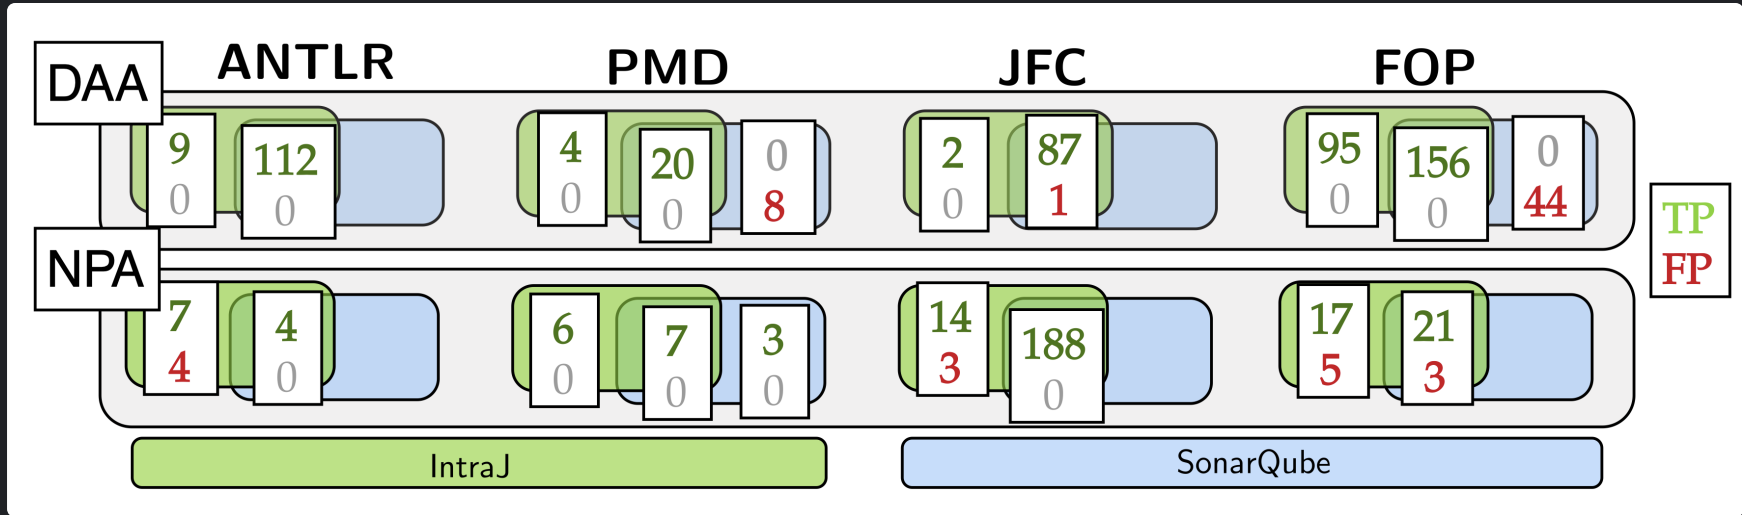 ANTLR PMD JFC FOP
DAA
9 112 4 20 0 2 87 95 156 0
0 0 0 0 8 0 1 0 0 44
NPA
7 4 6 7 3 14 188 17 21
4 0 0 0 0 3 0 5 3
TP
FP
IntraJ SonarQube